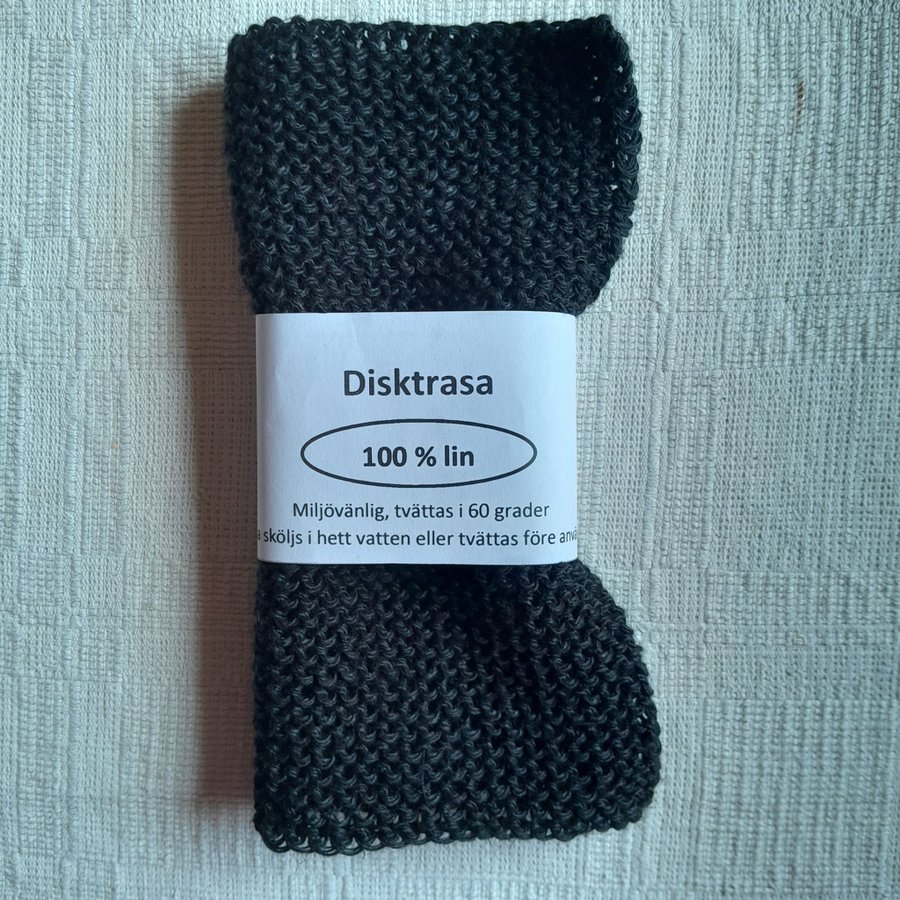 Disktrasa
100 % lin
Miljövänlig, tvättas i 60 grader
sköljs i hett vatten eller tvättas före